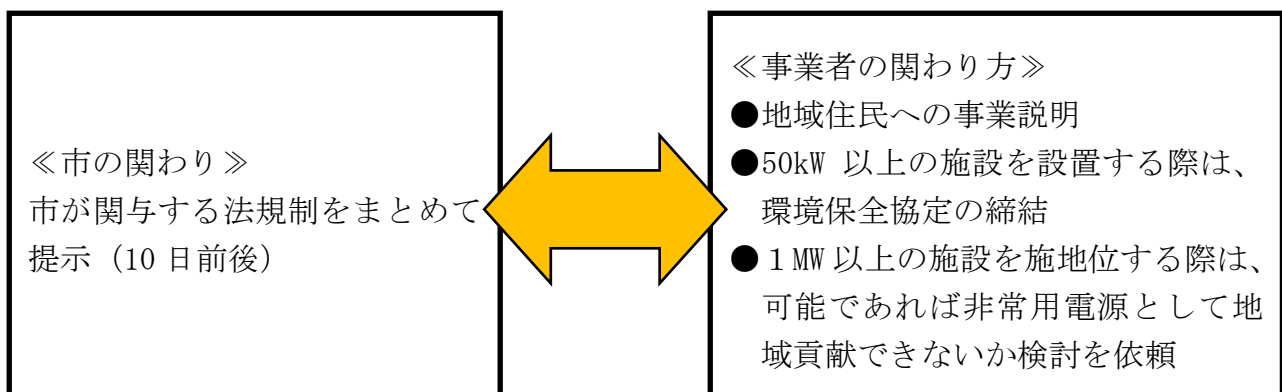 ≪市の関わり≫
市が関与する法規制をまとめて
提示（10 日前後）
≪事業者の関わり方≫
●地域住民への事業説明
●50kW 以上の施設を設置する際は、
環境保全協定の締結
●１MW 以上の施設を施地位する際は、
可能であれば非常用電源として地
域貢献できないか検討を依頼